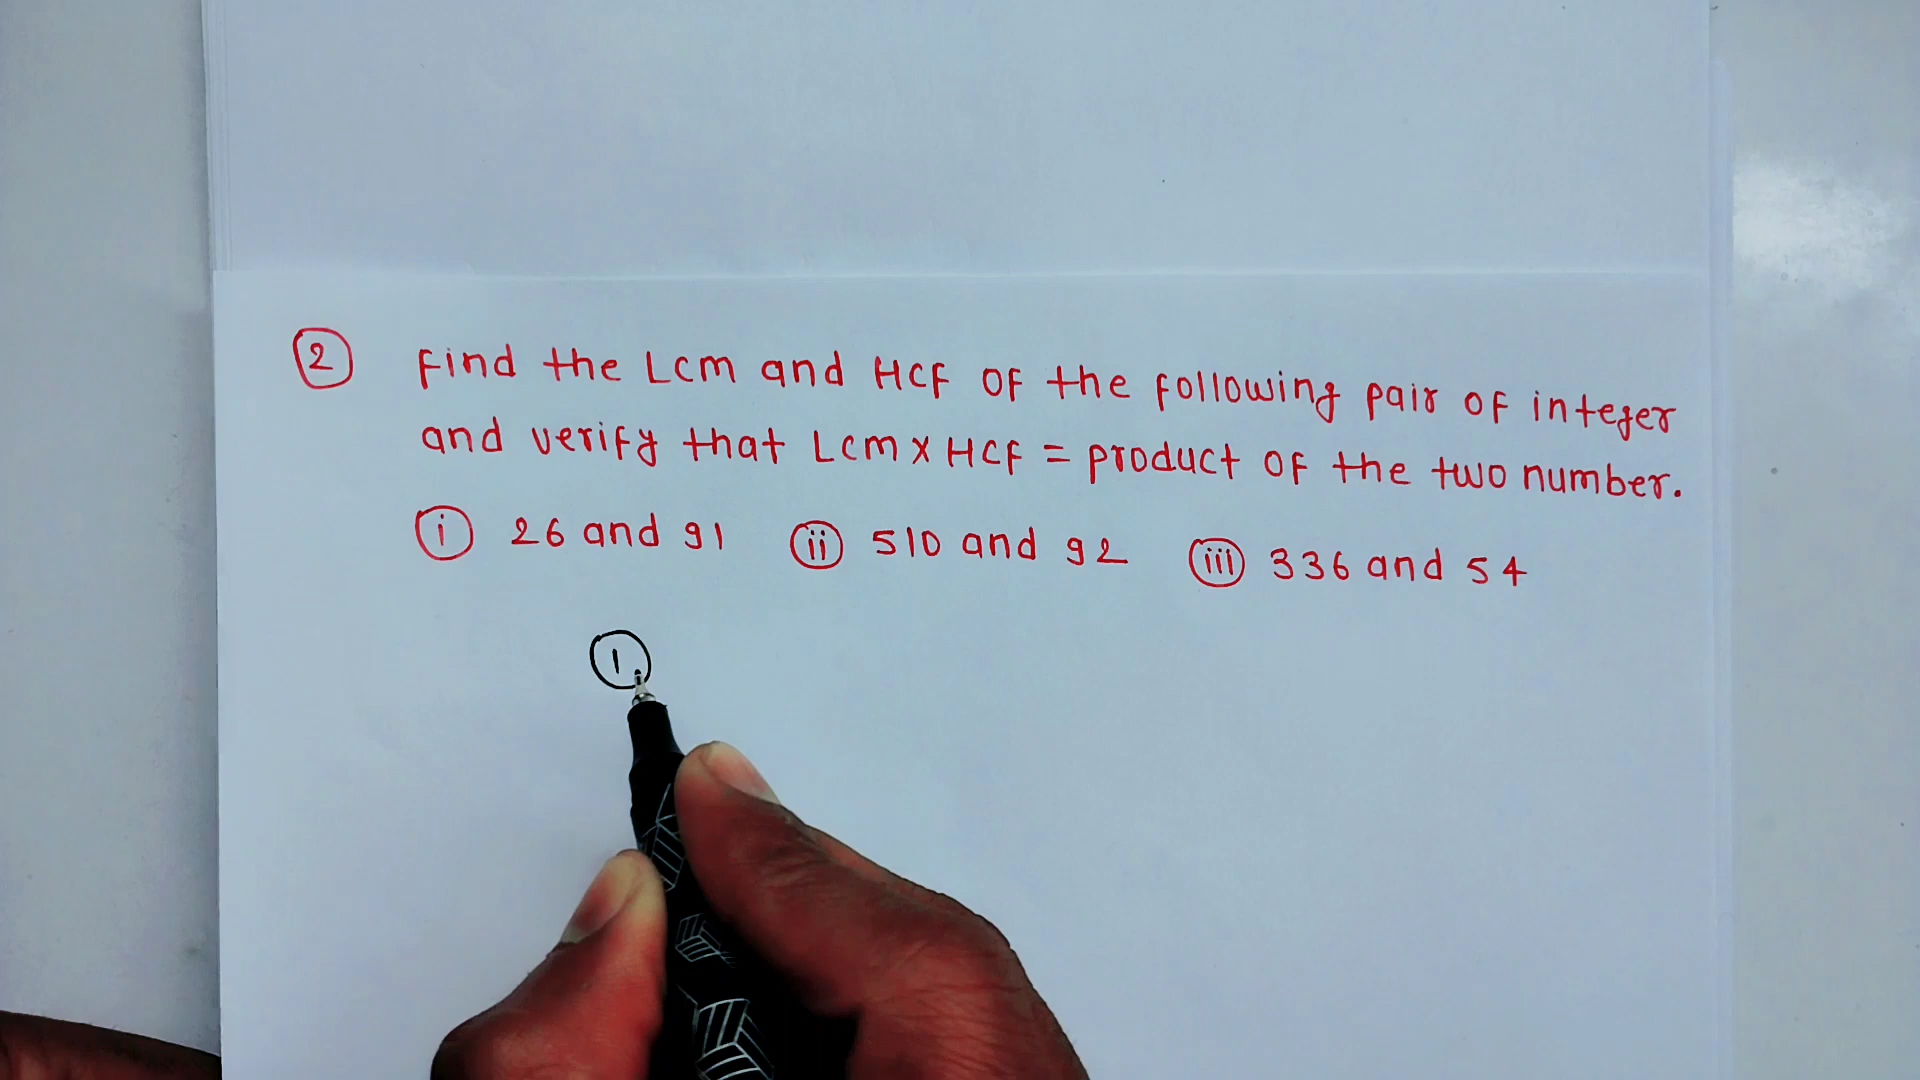 2 Find the Lcm and HCF OF the following pair OF integer
and verify that Lcm x HCF = product OF the two number.
i 26 and 91 ii 510 and 92 iii 336 and 54
1